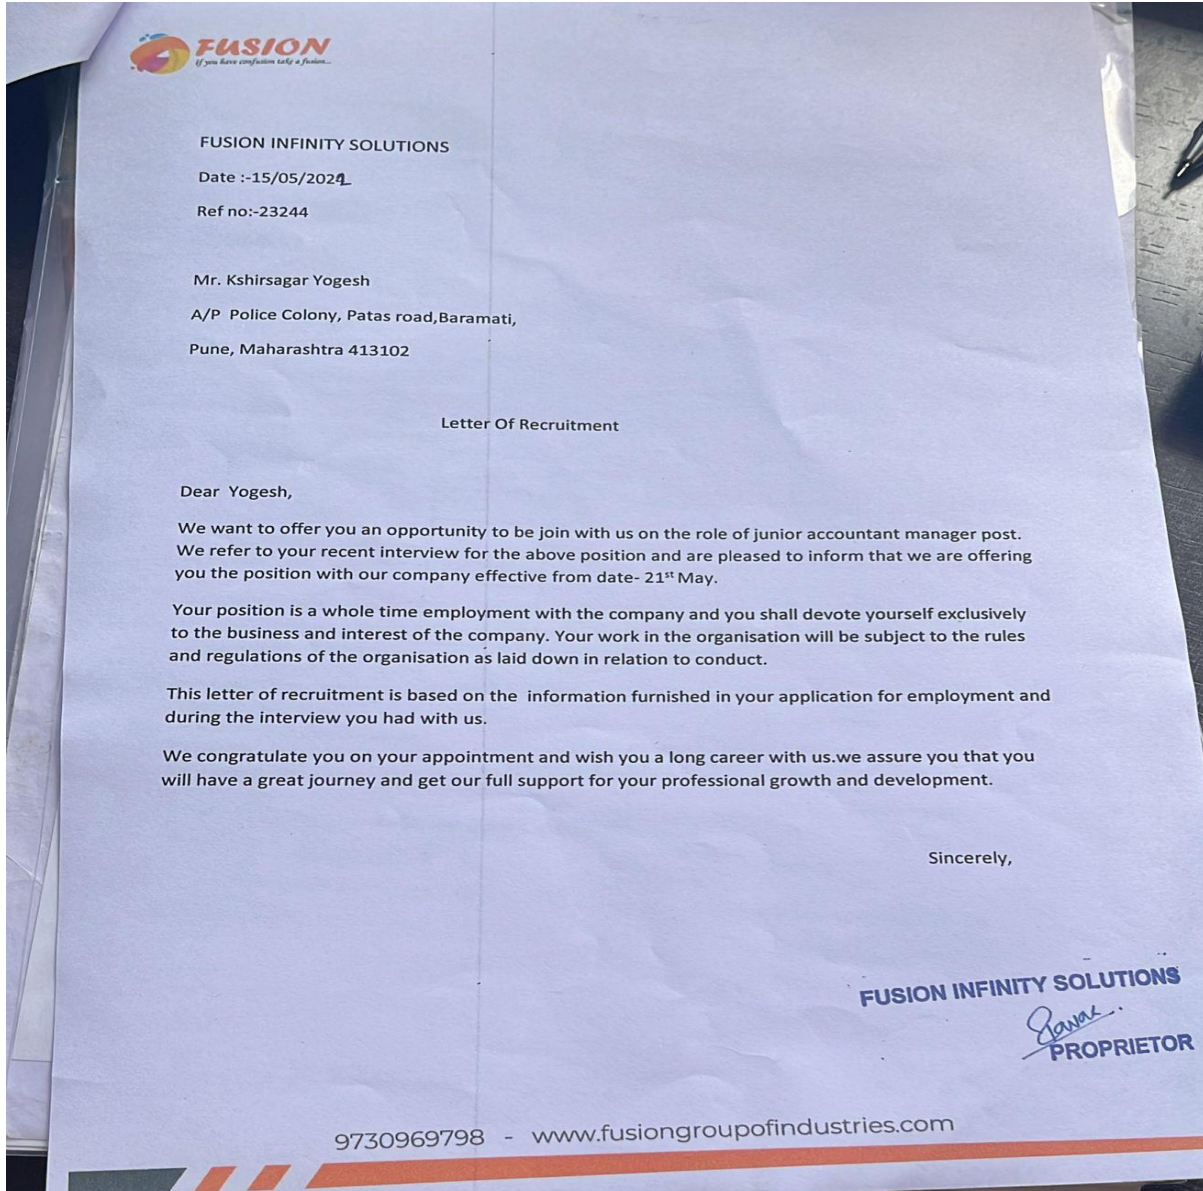 FUSION
If you have confusion take a fusion...
FUSION INFINITY SOLUTIONS
Date :-15/05/2022
Ref no:-23244
Mr. Kshirsagar Yogesh
A/P  Police Colony, Patas road,Baramati,
Pune, Maharashtra 413102
Letter Of Recruitment
Dear  Yogesh,
We want to offer you an opportunity to be join with us on the role of junior accountant manager post.
We refer to your recent interview for the above position and are pleased to inform that we are offering
you the position with our company effective from date- 21st May.
Your position is a whole time employment with the company and you shall devote yourself exclusively
to the business and interest of the company. Your work in the organisation will be subject to the rules
and regulations of the organisation as laid down in relation to conduct.
This letter of recruitment is based on the  information furnished in your application for employment and
during the interview you had with us.
We congratulate you on your appointment and wish you a long career with us.we assure you that you
will have a great journey and get our full support for your professional growth and development.
Sincerely,
FUSION INFINITY SOLUTIONS
PROPRIETOR
9730969798 - www.fusiongroupofindustries.com